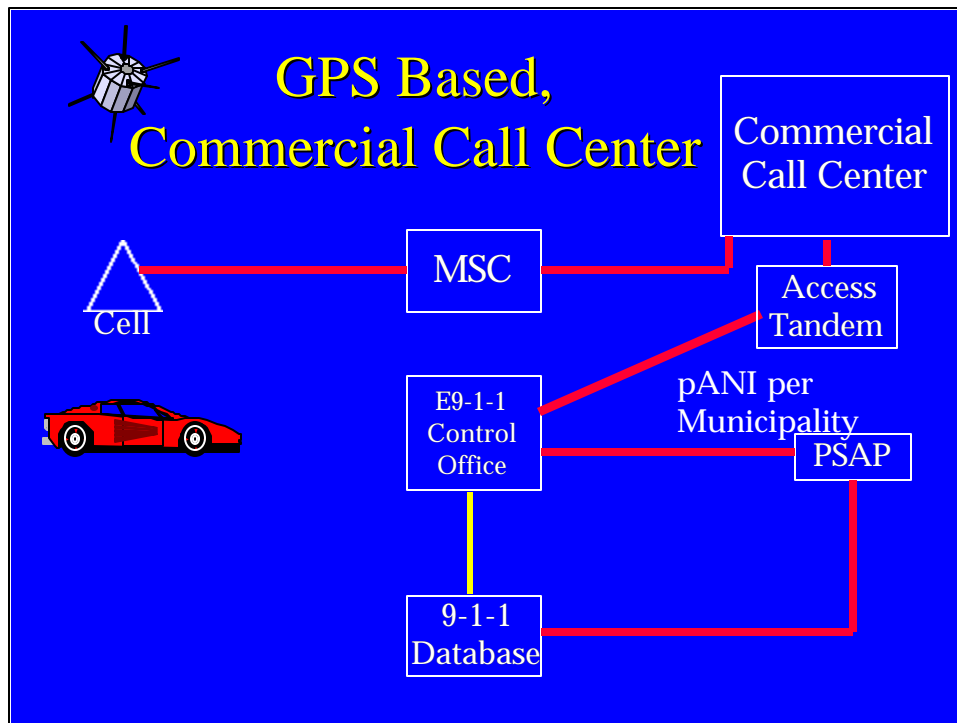 GPS Based,
Commercial Call Center
Commercial
Call Center
MSC
Access
Tandem
Cell
pANI per
Municipality
E9-1-1
Control
Office
PSAP
9-1-1
Database